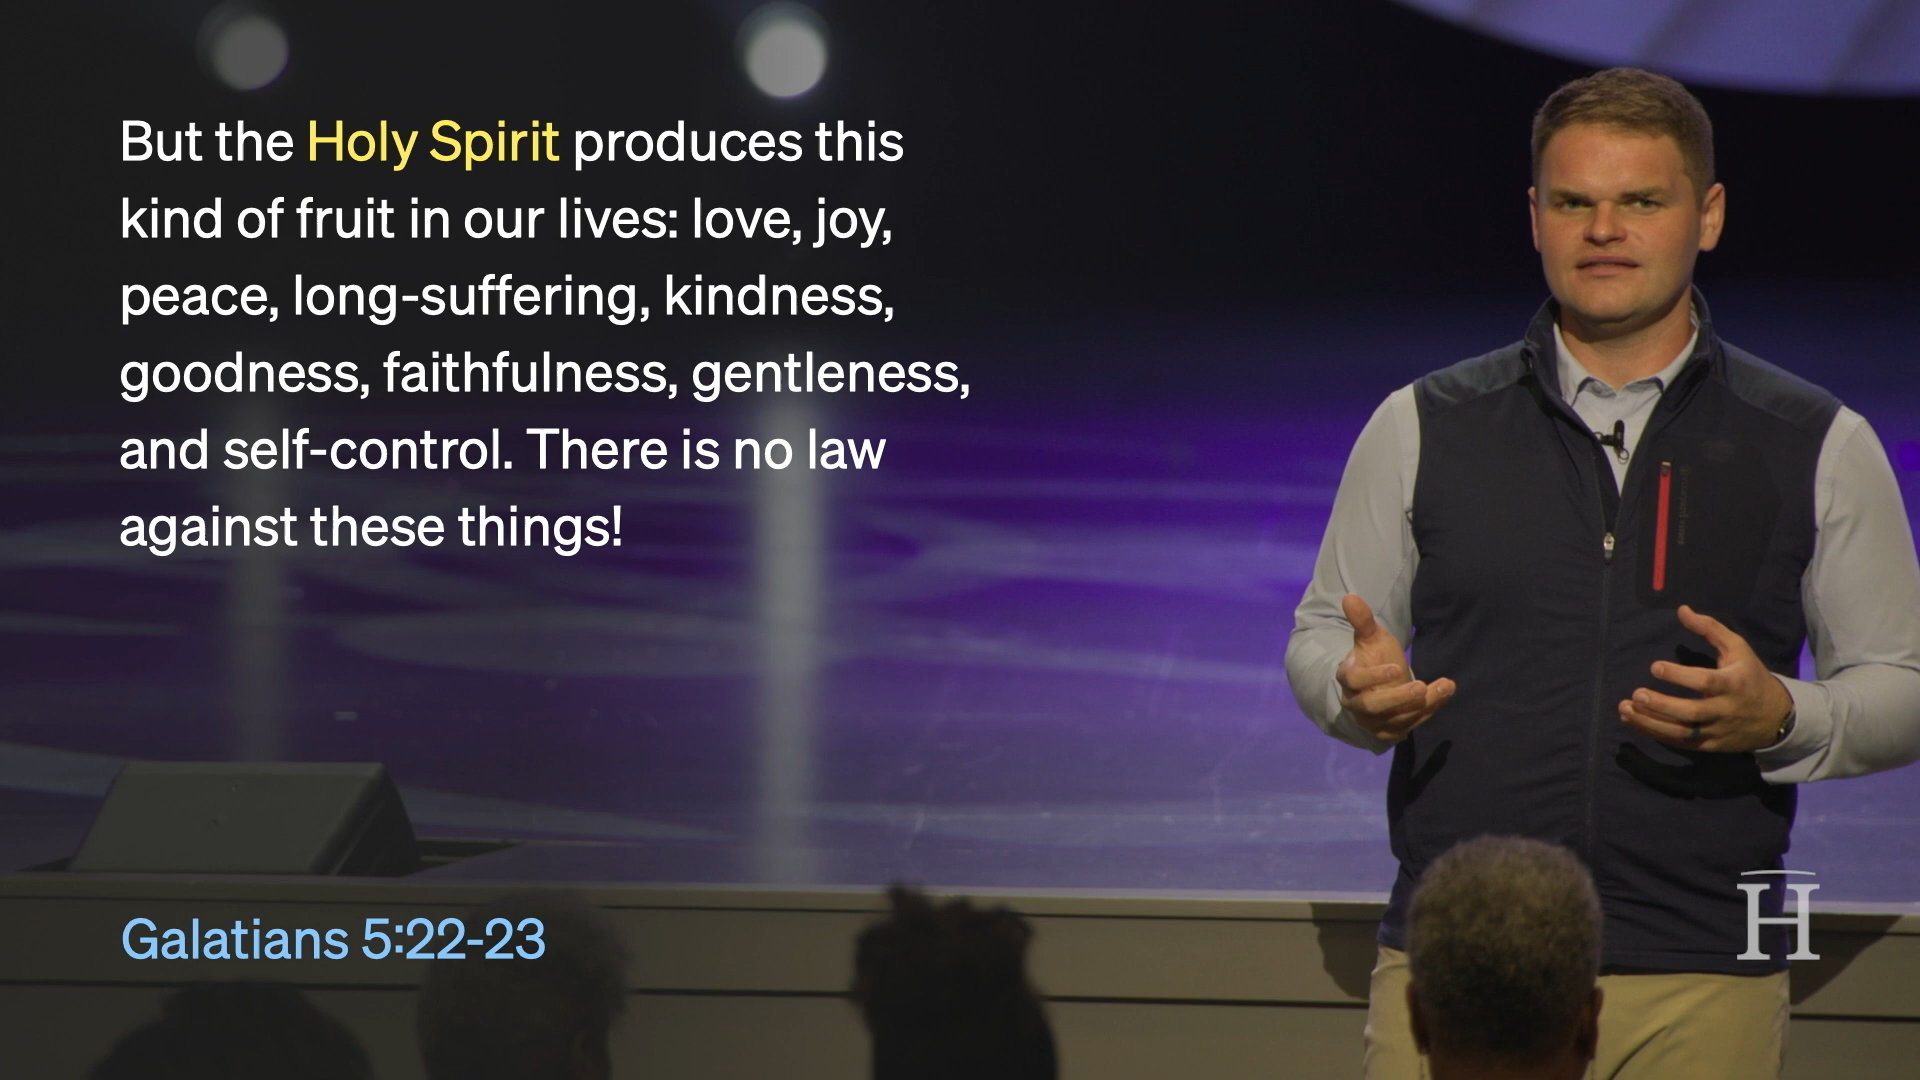 But the Holy Spirit produces this
kind of fruit in our lives: love, joy,
peace, long-suffering, kindness,
goodness, faithfulness, gentleness,
and self-control. There is no law
against these things!
Galatians 5:22-23
H